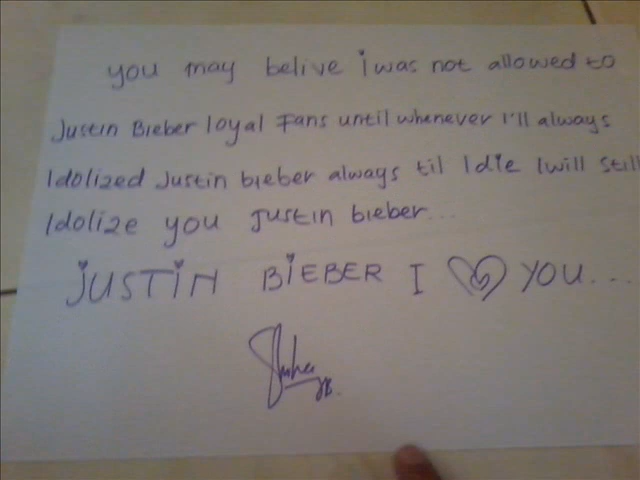 you may belive i was not allowed to
Justin Bieber loyal Fans until whenever I'll always
Idolized Justin bieber always til I die I will still
Idolize you Justin bieber...
JUSTIN BIEBER I YOU...